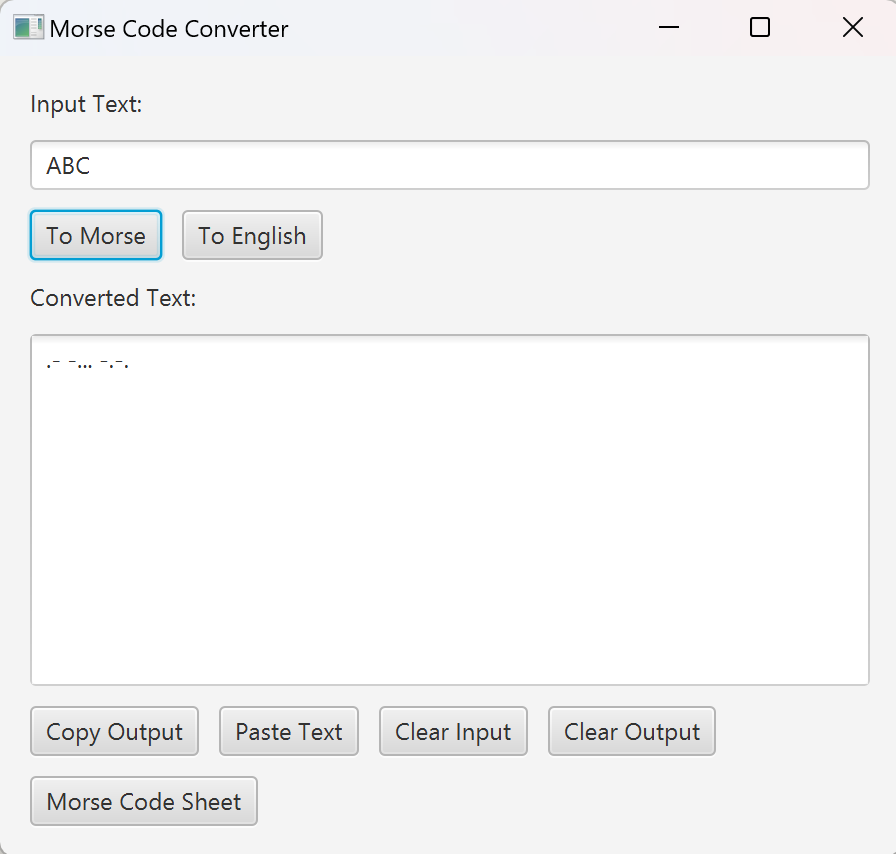 Morse Code Converter
Input Text:
ABC
To Morse To English
Converted Text:
.- -... -.-.
Copy Output Paste Text Clear Input Clear Output
Morse Code Sheet